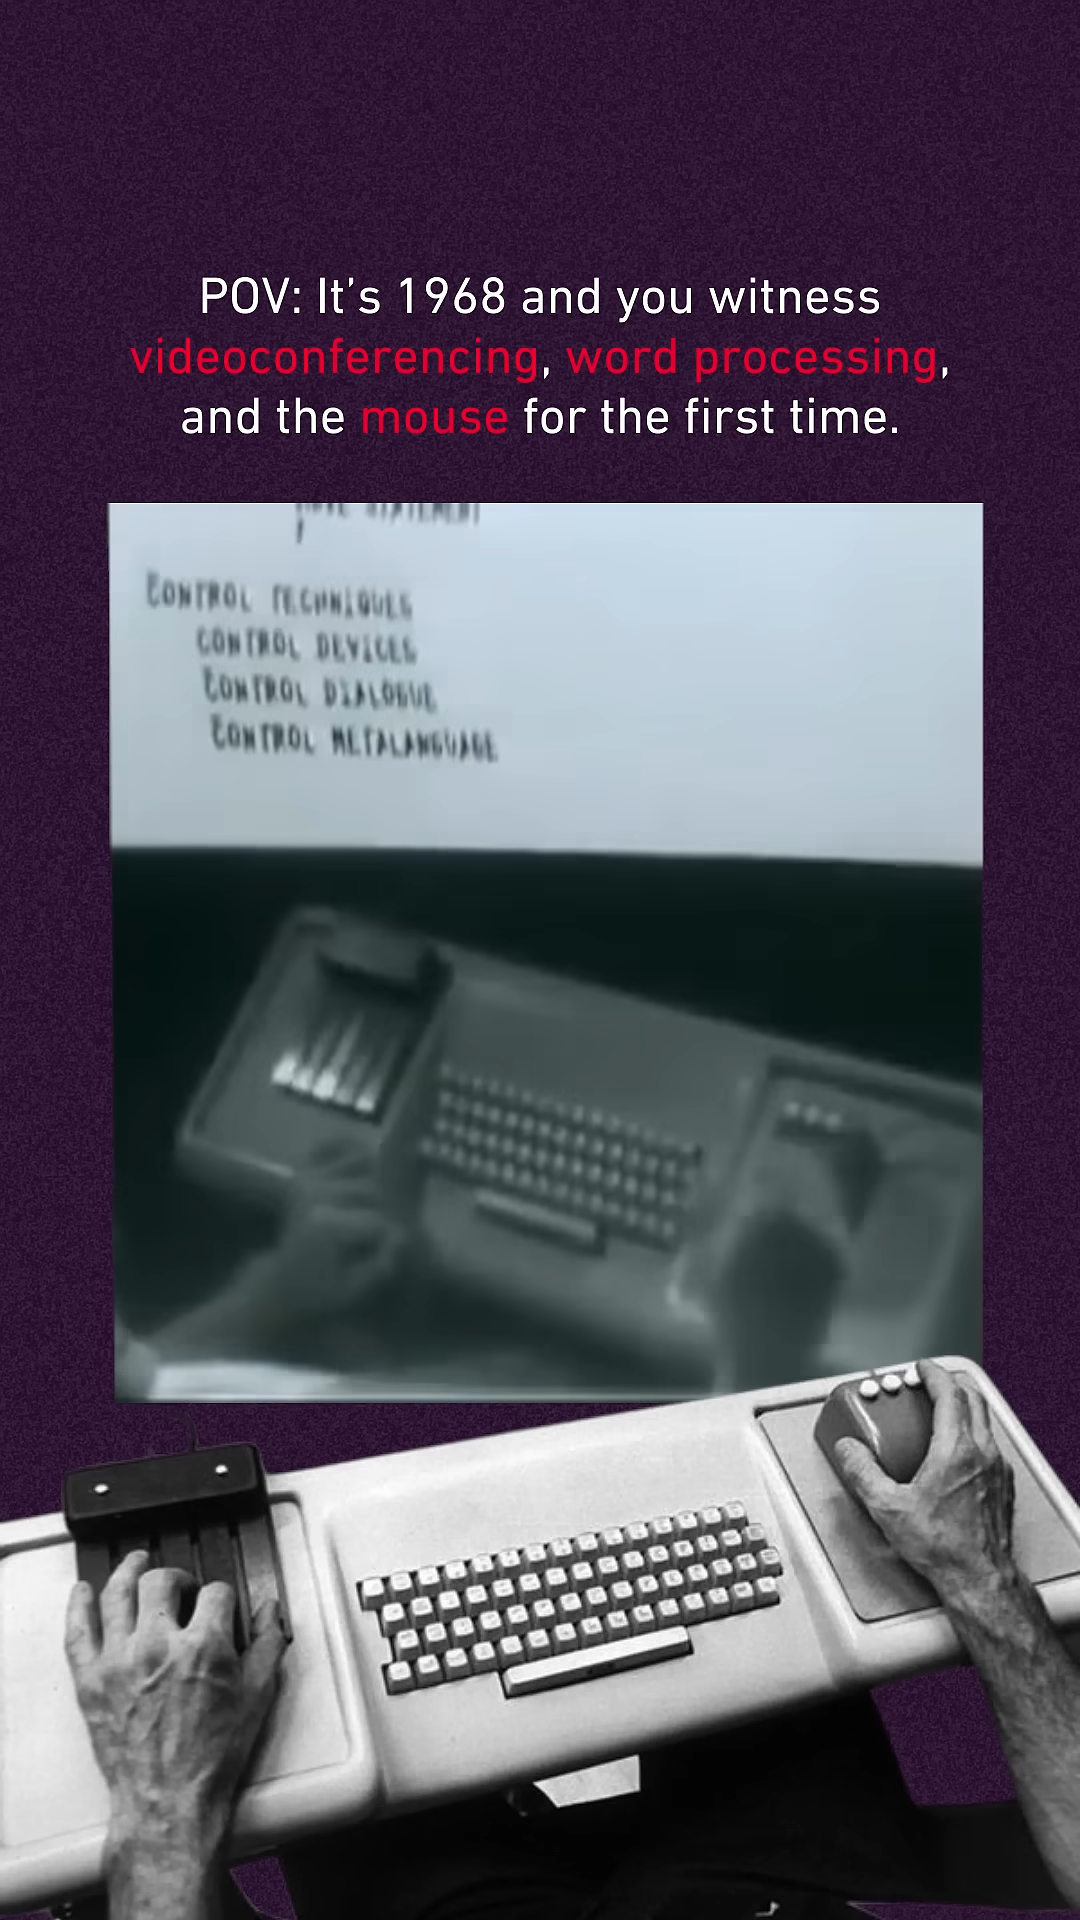 POV: It’s 1968 and you witness
videoconferencing, word processing,
and the mouse for the first time.
STATEMENT
CONTROL TECHNIQUES
CONTROL DEVICES
CONTROL DIALOGUE
CONTROL METALANGUAGE